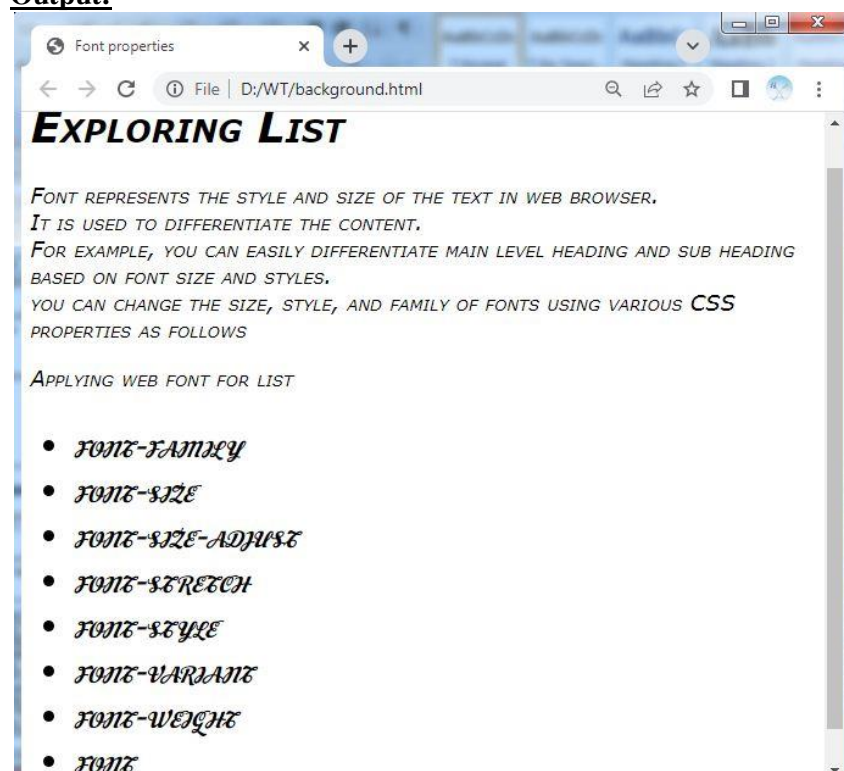 Output:
Font properties
File | D:/WT/background.html
Exploring List
Font represents the style and size of the text in web browser.
It is used to differentiate the content.
For example, you can easily differentiate main level heading and sub heading
based on font size and styles.
you can change the size, style, and family of fonts using various CSS
properties as follows
Applying web font for list
• font-family
• font-size
• font-size-adjust
• font-stretch
• font-style
• font-variant
• font-weight
• font